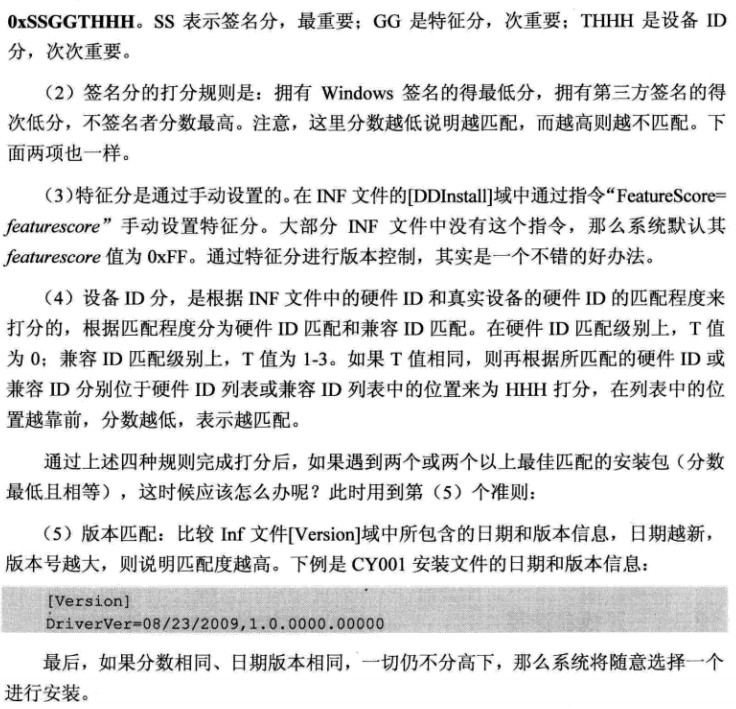 0xSSGGTHHH。SS 表示签名分，最重要；GG 是特征分，次重要；THHH 是设备 ID
分，次次重要。
（2）签名分的打分规则是：拥有 Windows 签名的得最低分，拥有第三方签名的得
次低分，不签名者分数最高。注意，这里分数越低说明越匹配，而越高则越不匹配。下
面两项也一样。
（3）特征分是通过手动设置的。在 INF 文件的[DDInstall]域中通过指令“FeatureScore=
featurescore”手动设置特征分。大部分 INF 文件中没有这个指令，那么系统默认其
featurescore 值为 0xFF。通过特征分进行版本控制，其实是一个不错的好办法。
（4）设备 ID 分，是根据 INF 文件中的硬件 ID 和真实设备的硬件 ID 的匹配程度来
打分的，根据匹配程度分为硬件 ID 匹配和兼容 ID 匹配。在硬件 ID 匹配级别上，T 值
为 0；兼容 ID 匹配级别上，T 值为 1-3。如果 T 值相同，则再根据所匹配的硬件 ID 或
兼容 ID 分别位于硬件 ID 列表或兼容 ID 列表中的位置来为 HHH 打分，在列表中的位
置越靠前，分数越低，表示越匹配。
通过上述四种规则完成打分后，如果遇到两个或两个以上最佳匹配的安装包（分数
最低且相等），这时候应该怎么办呢？此时用到第（5）个准则：
（5）版本匹配：比较 Inf 文件[Version]域中所包含的日期和版本信息，日期越新，
版本号越大，则说明匹配度越高。下例是 CY001 安装文件的日期和版本信息：
[Version]
DriverVer=08/23/2009,1.0.0000.00000
最后，如果分数相同、日期版本相同，一切仍不分高下，那么系统将随意选择一个
进行安装。